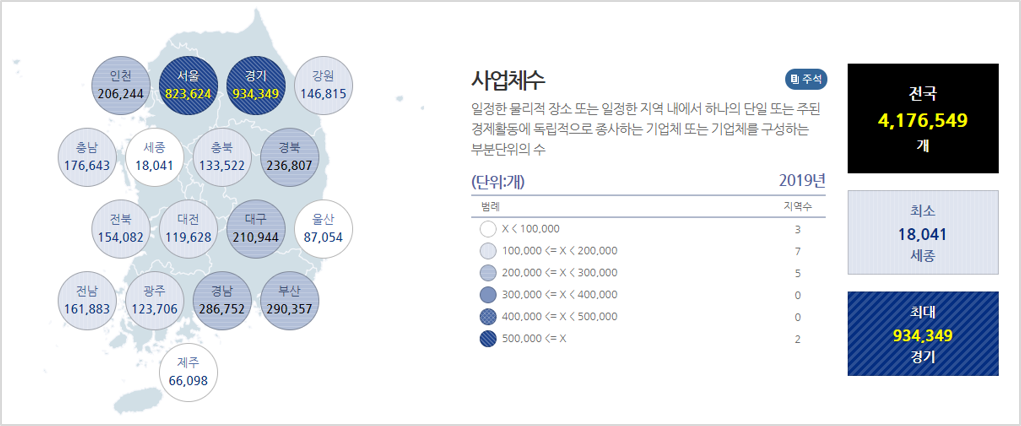 인천
206,244
서울
823,624
경기
934,349
강원
146,815
충남
176,643
세종
18,041
충북
133,522
경북
236,807
전북
154,082
대전
119,628
대구
210,944
울산
87,054
전남
161,883
광주
123,706
경남
286,752
부산
290,357
제주
66,098
사업체수
주석
일정한 물리적 장소 또는 일정한 지역 내에서 하나의 단일 또는 주된
경제활동에 독립적으로 종사하는 기업체 또는 기업체를 구성하는
부분단위의 수
(단위:개) 2019년
범례 지역수
X < 100,000 3
100,000 <= X < 200,000 7
200,000 <= X < 300,000 5
300,000 <= X < 400,000 0
400,000 <= X < 500,000 0
500,000 <= X 2
전국
4,176,549
개
최소
18,041
세종
최대
934,349
경기